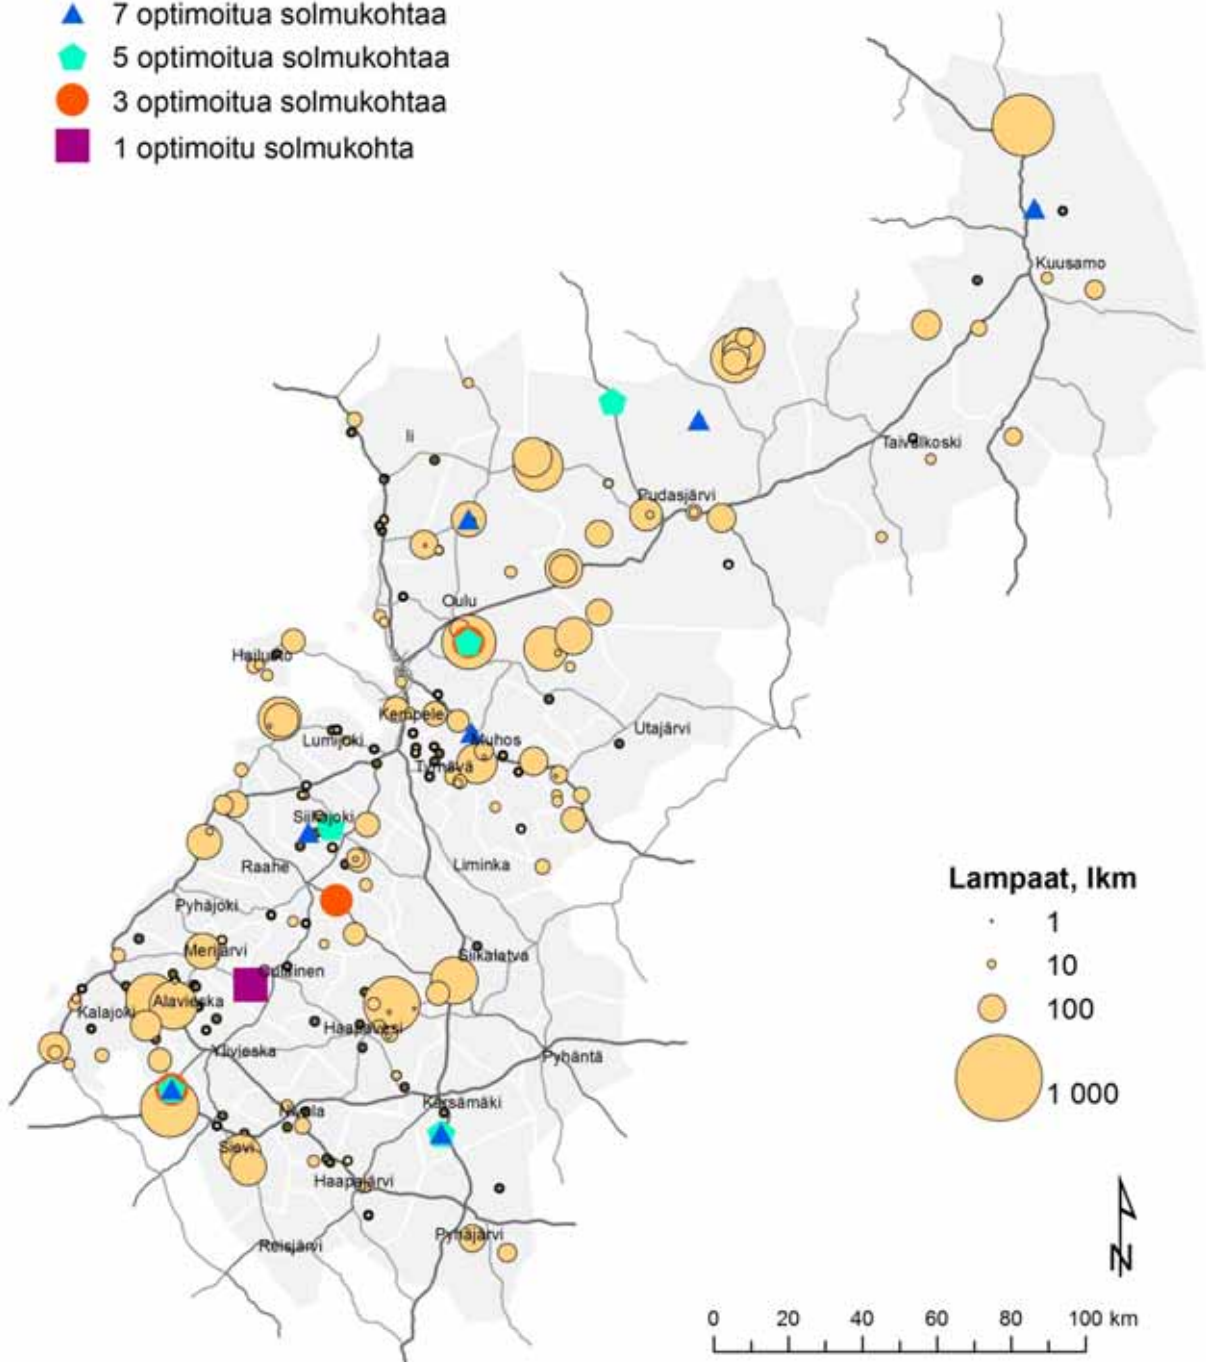 7 optimoitua solmukohtaa
5 optimoitua solmukohtaa
3 optimoitua solmukohtaa
1 optimoitu solmukohta
Kuusamo
Ii
Taivalkoski
Pudasjärvi
Oulu
Hailuoto
Kempele
Utajärvi
Lumijoki
Muhos
Tyrnävä
Siikajoki
Raahe
Liminka
Lampaat, lkm
Pyhäjoki
1
Merijärvi
Siikalatva
10
Oulainen
Alavieska
Kalajoki
100
Haapavesi
Ylivieska
Pyhäntä
1 000
Nivala
Kärsämäki
Sievi
Haapajärvi
Pyhäjärvi
Reisjärvi
N
0 20 40 60 80 100 km